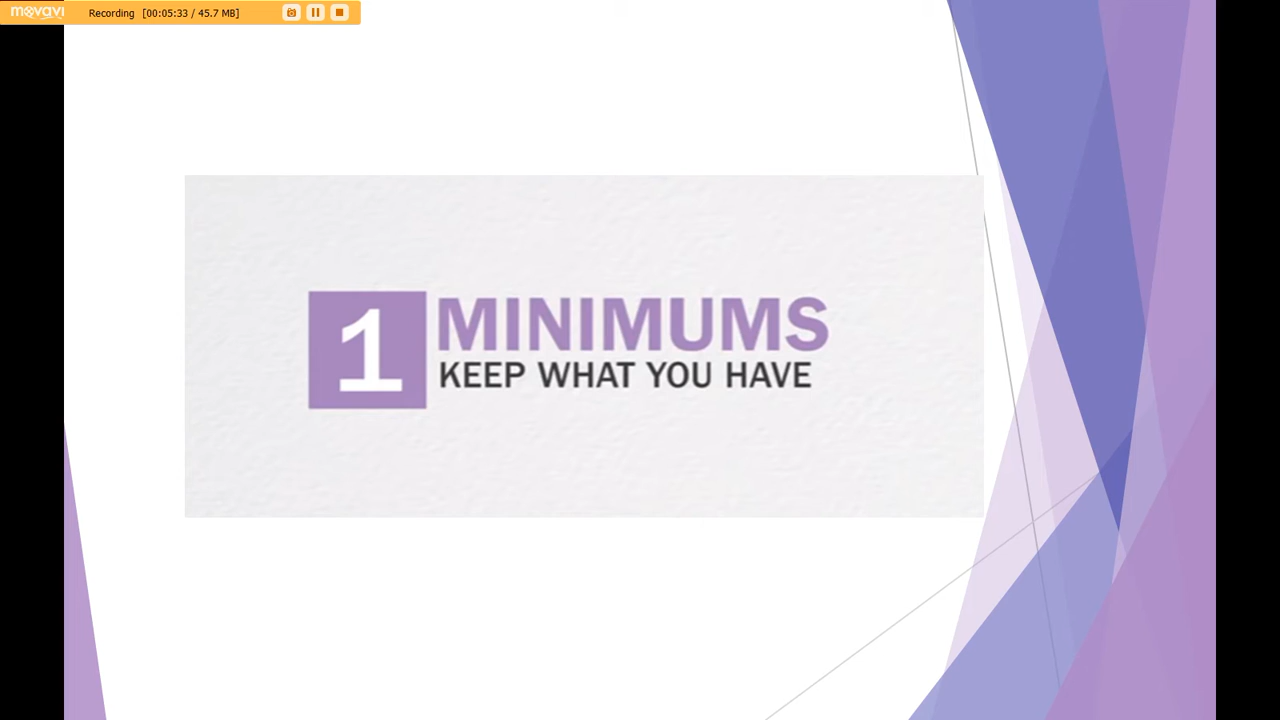 movavi
Recording [00:05:33 / 45.7 MB]
1
MINIMUMS
KEEP WHAT YOU HAVE